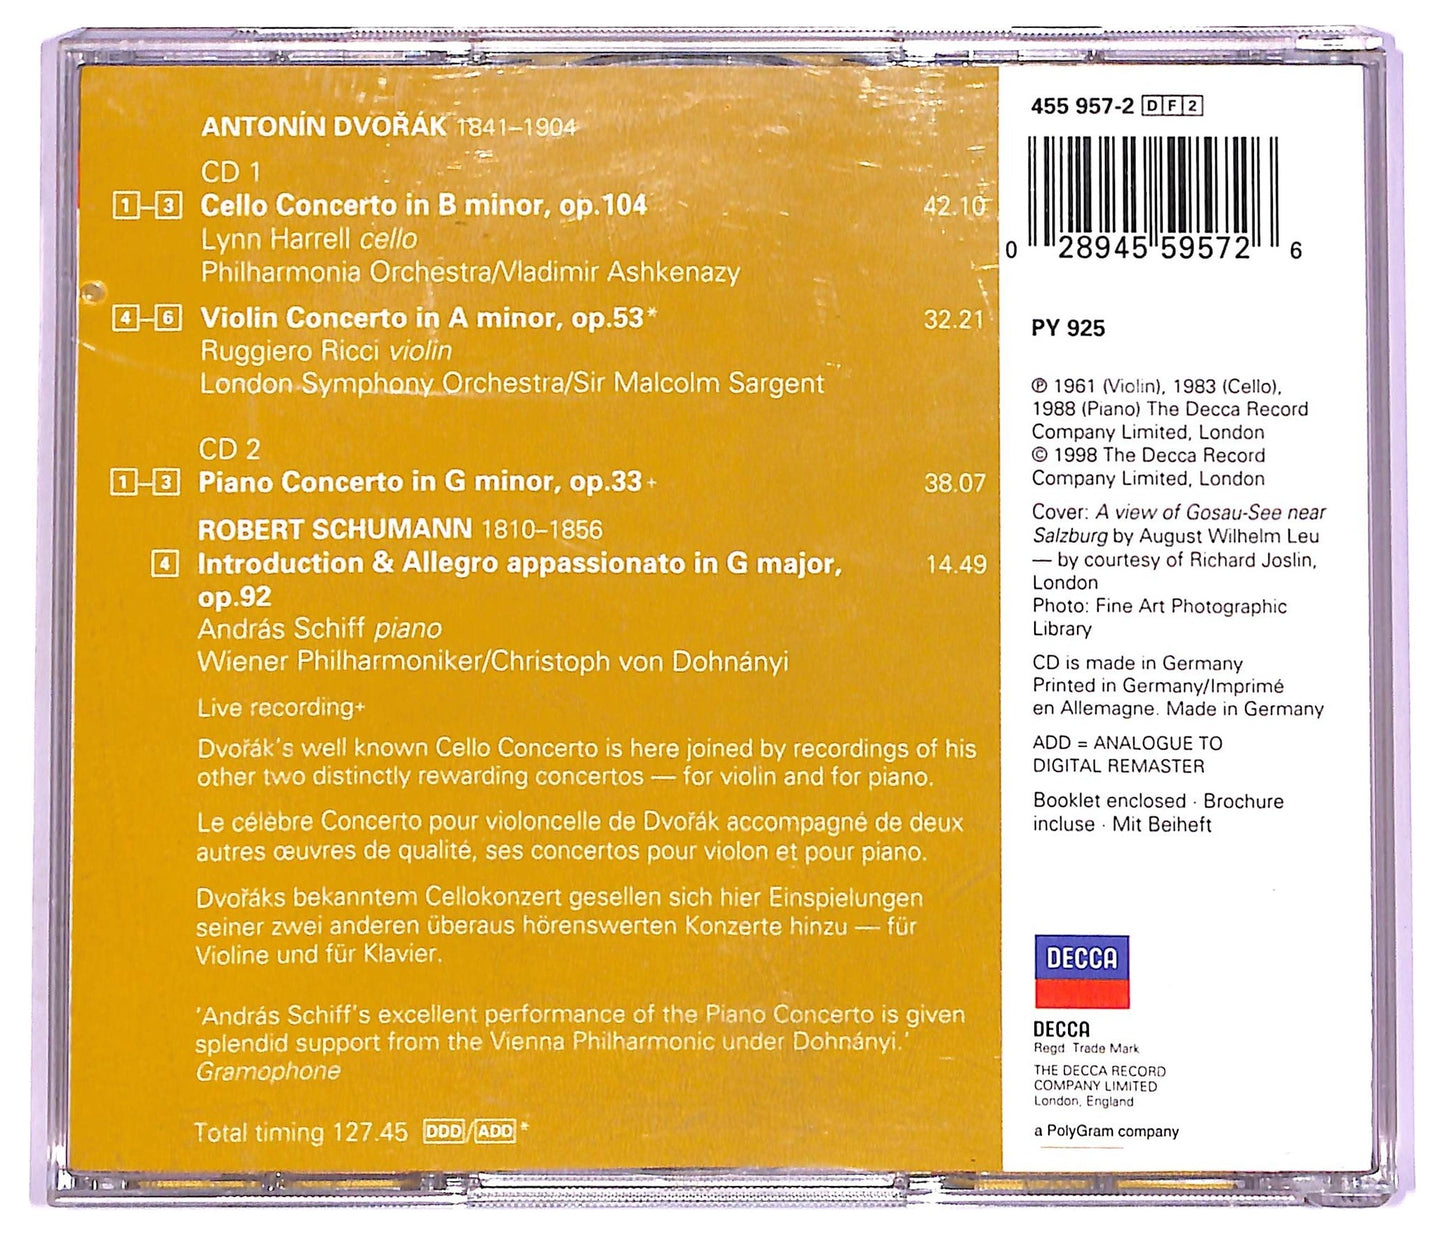 ANTONÍN DVOŘÁK 1841–1904
CD 1
1–3 Cello Concerto in B minor, op.104 42.10
Lynn Harrell cello
Philharmonia Orchestra/Vladimir Ashkenazy
4–6 Violin Concerto in A minor, op.53* 32.21
Ruggiero Ricci violin
London Symphony Orchestra/Sir Malcolm Sargent
CD 2
1–3 Piano Concerto in G minor, op.33+ 38.07
ROBERT SCHUMANN 1810–1856
4 Introduction & Allegro appassionato in G major, 14.49
op.92
András Schiff piano
Wiener Philharmoniker/Christoph von Dohnányi
Live recording+
Dvořák's well known Cello Concerto is here joined by recordings of his
other two distinctly rewarding concertos — for violin and for piano.
Le célèbre Concerto pour violoncelle de Dvořák accompagné de deux
autres œuvres de qualité, ses concertos pour violon et pour piano.
Dvořáks bekanntem Cellokonzert gesellen sich hier Einspielungen
seiner zwei anderen überaus hörenswerten Konzerte hinzu — für
Violine und für Klavier.
'András Schiff's excellent performance of the Piano Concerto is given
splendid support from the Vienna Philharmonic under Dohnányi.'
Gramophone
Total timing 127.45 DDD/ADD*
455 957-2 DF2
0 28945 59572 6
PY 925
℗ 1961 (Violin), 1983 (Cello),
1988 (Piano) The Decca Record
Company Limited, London
© 1998 The Decca Record
Company Limited, London
Cover: A view of Gosau-See near
Salzburg by August Wilhelm Leu
— by courtesy of Richard Joslin,
London
Photo: Fine Art Photographic
Library
CD is made in Germany
Printed in Germany/Imprimé
en Allemagne. Made in Germany
ADD = ANALOGUE TO
DIGITAL REMASTER
Booklet enclosed · Brochure
incluse · Mit Beiheft
DECCA
DECCA
Regd. Trade Mark
THE DECCA RECORD
COMPANY LIMITED
London, England
a PolyGram company